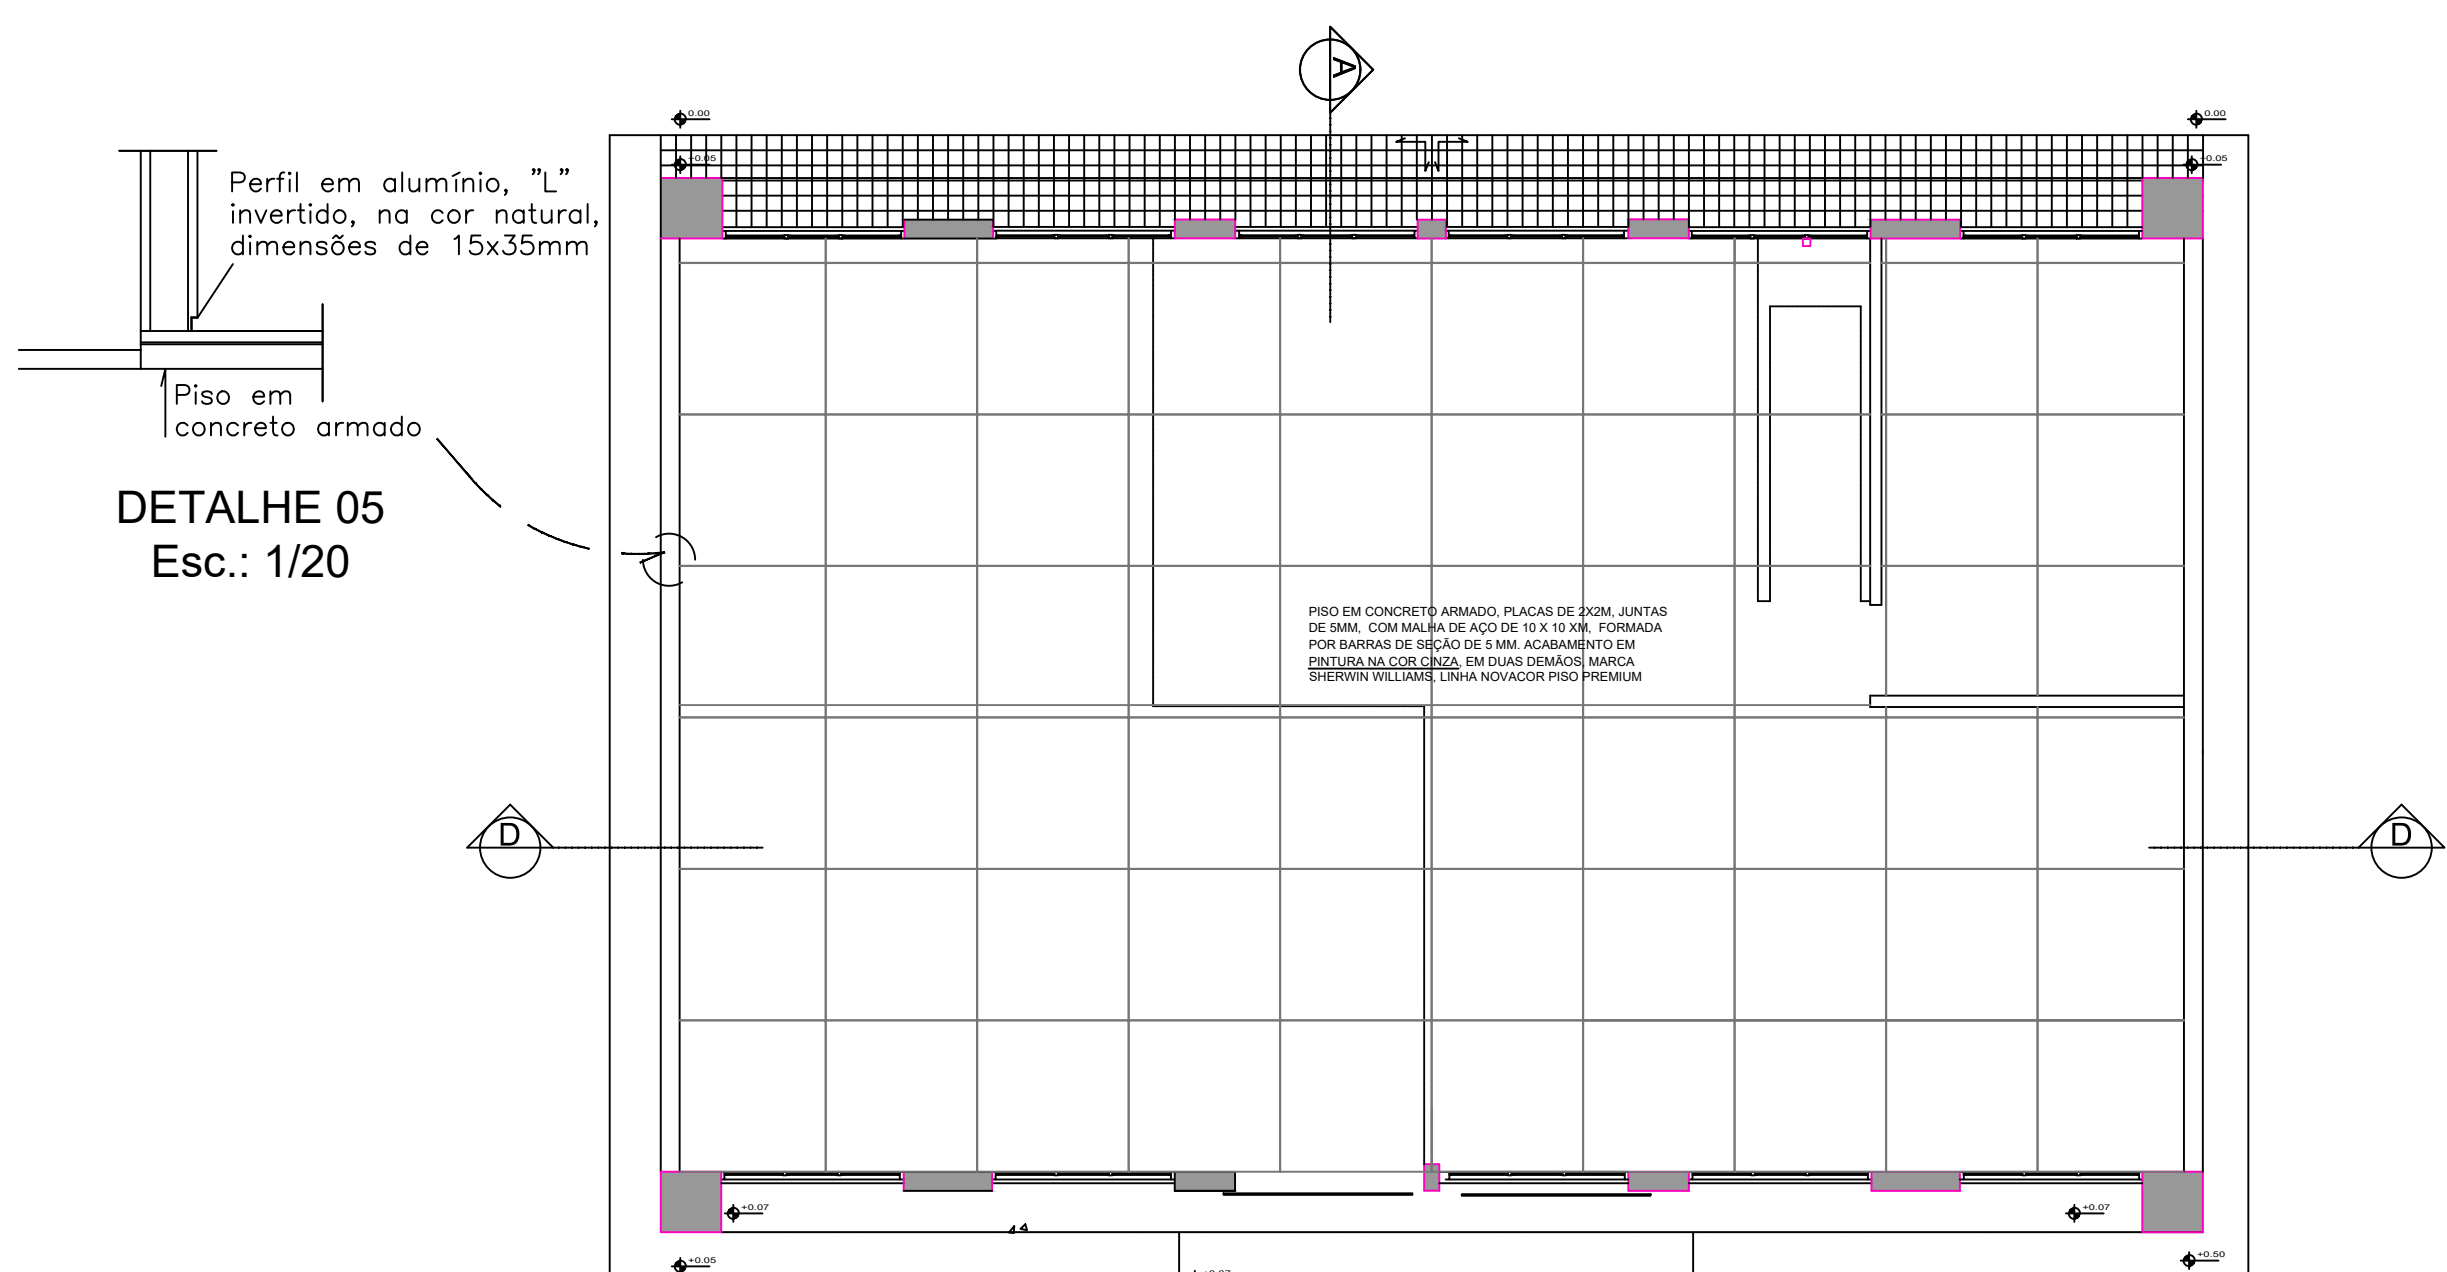 A
0.00
0.00
+0.05
+0.05
Perfil em alumínio, "L"
invertido, na cor natural,
dimensões de 15x35mm
Piso em
concreto armado
DETALHE 05
Esc.: 1/20
PISO EM CONCRETO ARMADO, PLACAS DE 2X2M, JUNTAS
DE 5MM, COM MALHA DE AÇO DE 10 X 10 XM, FORMADA
POR BARRAS DE SEÇÃO DE 5 MM. ACABAMENTO EM
PINTURA NA COR CINZA, EM DUAS DEMÃOS, MARCA
SHERWIN WILLIAMS, LINHA NOVACOR PISO PREMIUM
D
D
+0.07
+0.07
+0.05
+0.50